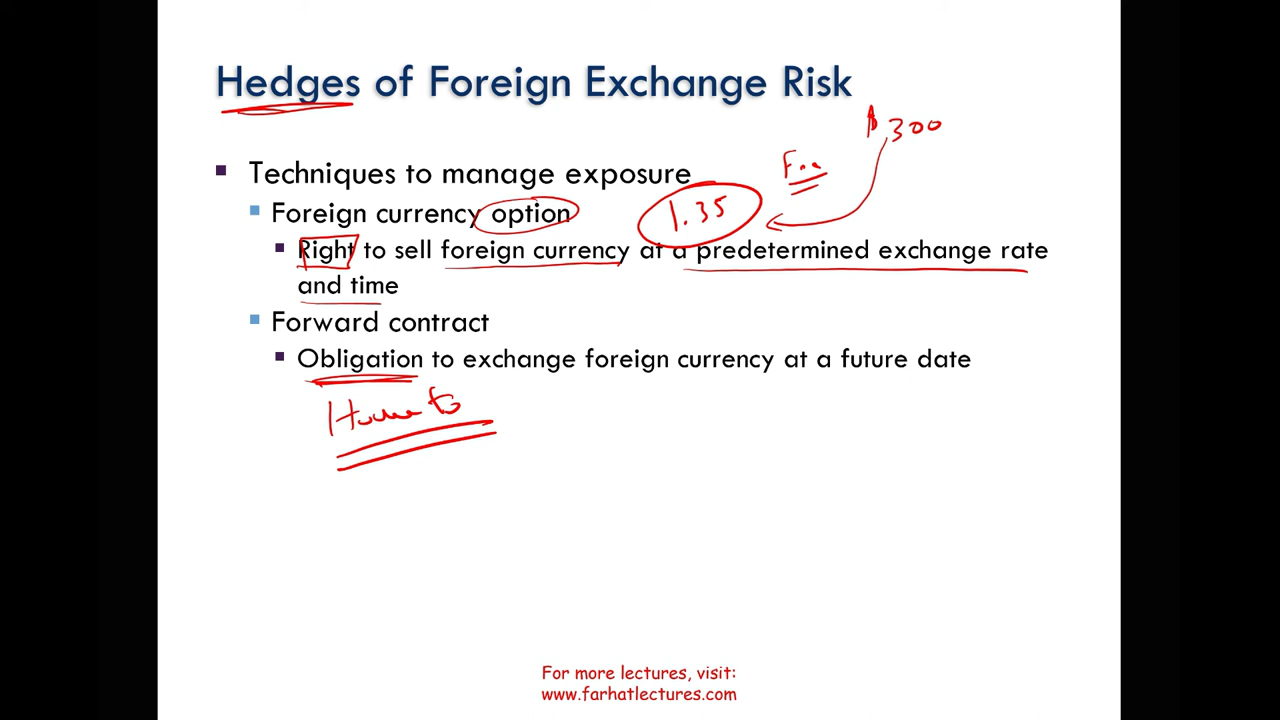 Hedges of Foreign Exchange Risk
$ 300
Techniques to manage exposure
Foreign currency option
1.35
Right to sell foreign currency at a predetermined exchange rate
and time
Forward contract
Obligation to exchange foreign currency at a future date
Have to
For more lectures, visit:
www.farhatlectures.com